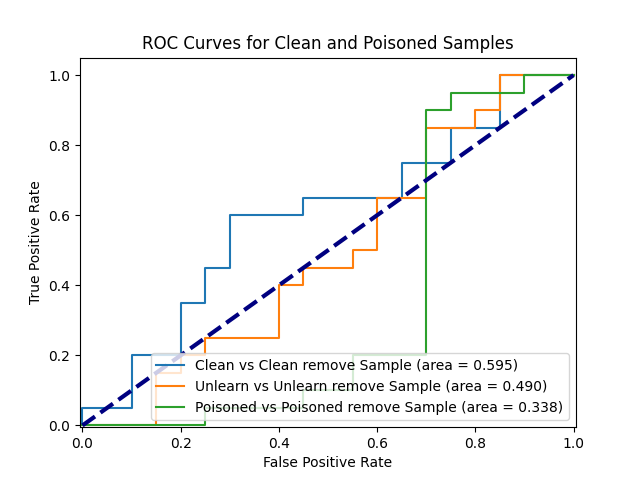 ROC Curves for Clean and Poisoned Samples
True Positive Rate
1.0
0.8
0.6
0.4
0.2
0.0
Clean vs Clean remove Sample (area = 0.595)
Unlearn vs Unlearn remove Sample (area = 0.490)
Poisoned vs Poisoned remove Sample (area = 0.338)
0.0 0.2 0.4 0.6 0.8 1.0
False Positive Rate